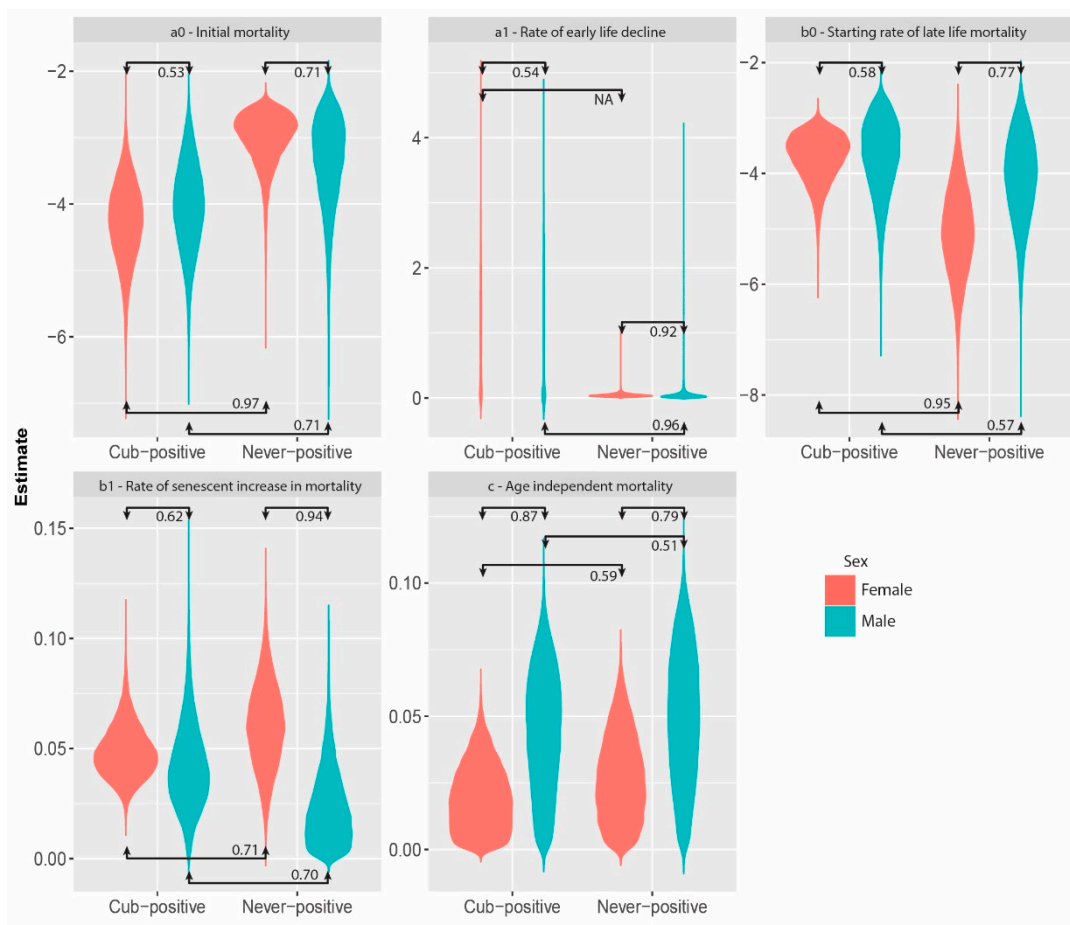 a0 - Initial mortality
a1 - Rate of early life decline
b0 - Starting rate of late life mortality
−2
−4
−6
0.53
0.71
0.97
0.71
Cub−positive
Never−positive
4
2
0
0.54
NA
0.92
0.96
Cub−positive
Never−positive
−2
−4
−6
−8
0.58
0.77
0.95
0.57
Cub−positive
Never−positive
Estimate
b1 - Rate of senescent increase in mortality
c - Age independent mortality
0.15
0.10
0.05
0.00
0.62
0.94
0.71
0.70
Cub−positive
Never−positive
0.10
0.05
0.00
0.87
0.79
0.51
0.59
Cub−positive
Never−positive
Sex
Female
Male